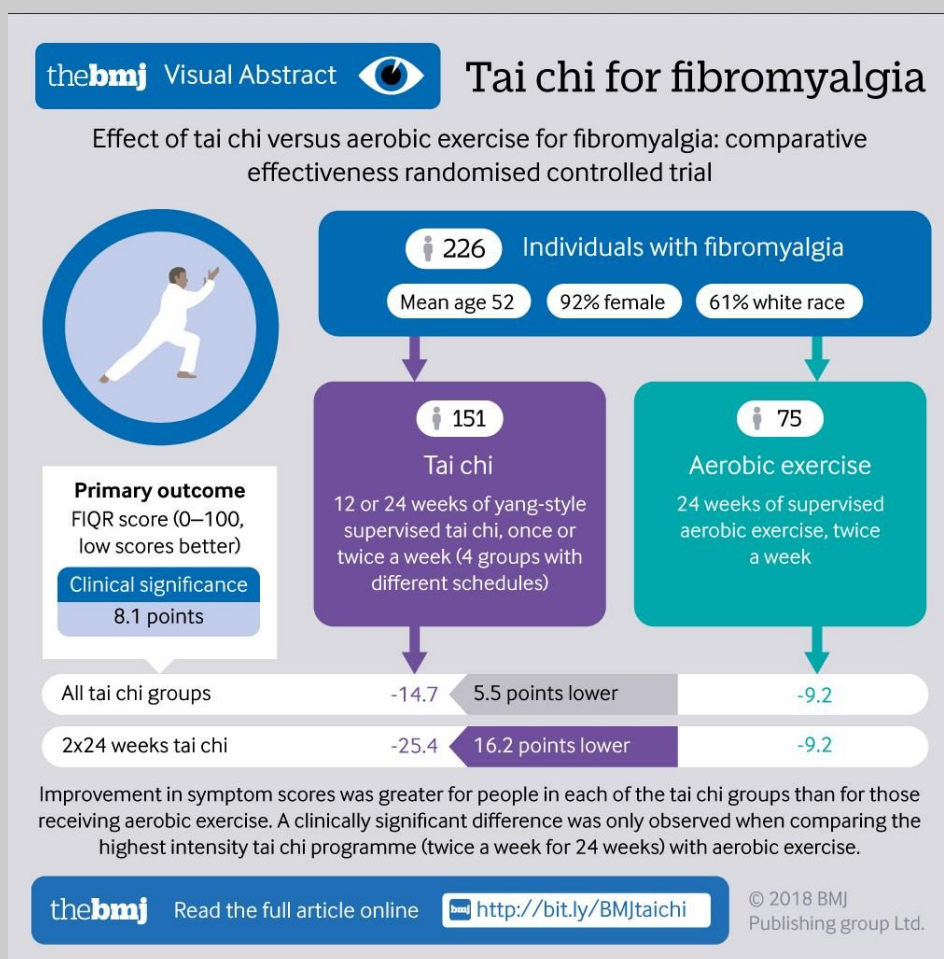 thebmj Visual Abstract
Tai chi for fibromyalgia
Effect of tai chi versus aerobic exercise for fibromyalgia: comparative
effectiveness randomised controlled trial
226 Individuals with fibromyalgia
Mean age 52 92% female 61% white race
151
Tai chi
12 or 24 weeks of yang-style
supervised tai chi, once or
twice a week (4 groups with
different schedules)
75
Aerobic exercise
24 weeks of supervised
aerobic exercise, twice
a week
Primary outcome
FIQR score (0–100,
low scores better)
Clinical significance
8.1 points
All tai chi groups -14.7 5.5 points lower -9.2
2x24 weeks tai chi -25.4 16.2 points lower -9.2
Improvement in symptom scores was greater for people in each of the tai chi groups than for those
receiving aerobic exercise. A clinically significant difference was only observed when comparing the
highest intensity tai chi programme (twice a week for 24 weeks) with aerobic exercise.
thebmj Read the full article online bmj http://bit.ly/BMJtaichi
© 2018 BMJ
Publishing group Ltd.